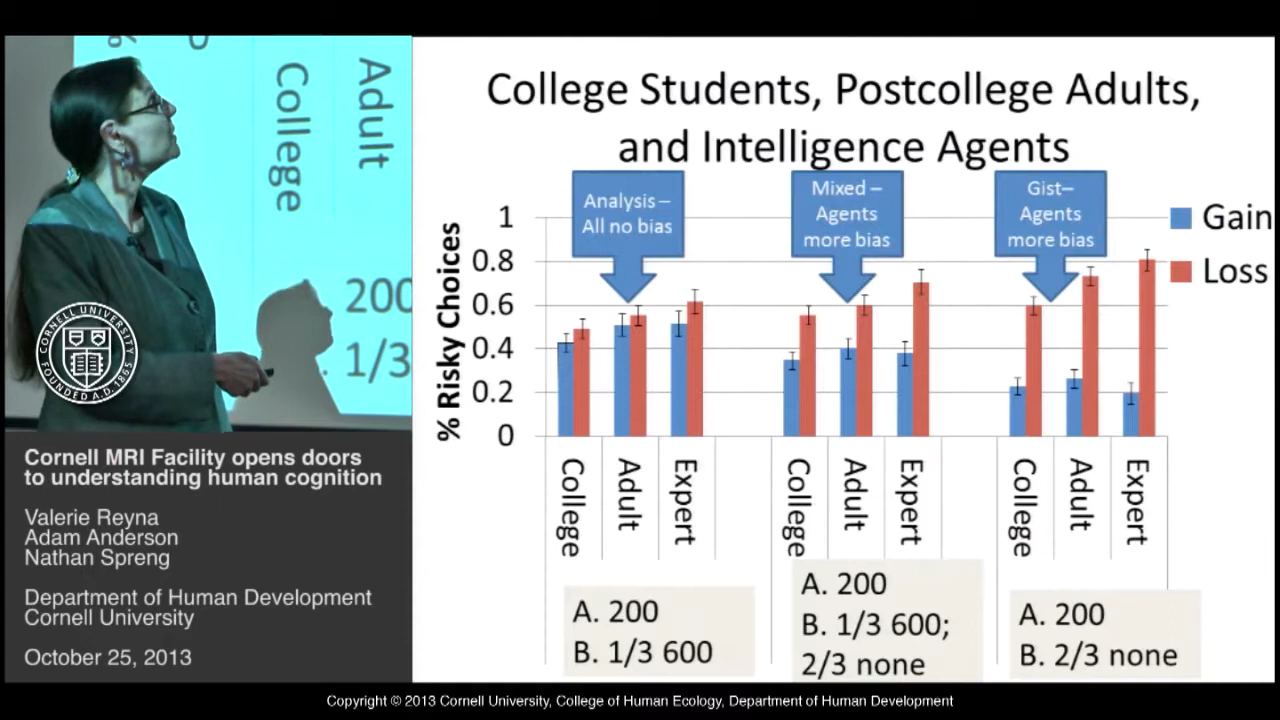 College Students, Postcollege Adults,
and Intelligence Agents
Analysis –
All no bias
Mixed –
Agents
more bias
Gist–
Agents
more bias
Gain
Loss
% Risky Choices
1
0.8
0.6
0.4
0.2
0
College
Adult
Expert
College
Adult
Expert
College
Adult
Expert
A. 200
B. 1/3 600
A. 200
B. 1/3 600;
2/3 none
A. 200
B. 2/3 none
College
Adult
200
1/3
CORNELL UNIVERSITY
FOUNDED A.D. 1865
Cornell MRI Facility opens doors
to understanding human cognition
Valerie Reyna
Adam Anderson
Nathan Spreng
Department of Human Development
Cornell University
October 25, 2013
Copyright © 2013 Cornell University, College of Human Ecology, Department of Human Development